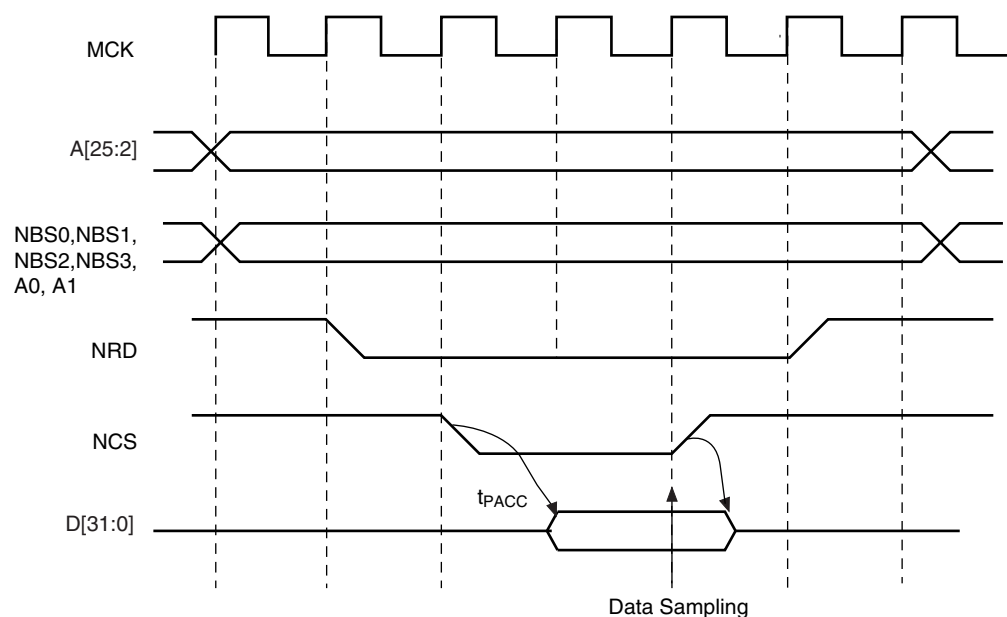 MCK
A[25:2]
NBS0,NBS1,
NBS2,NBS3,
A0, A1
NRD
NCS
tPACC
D[31:0]
Data Sampling